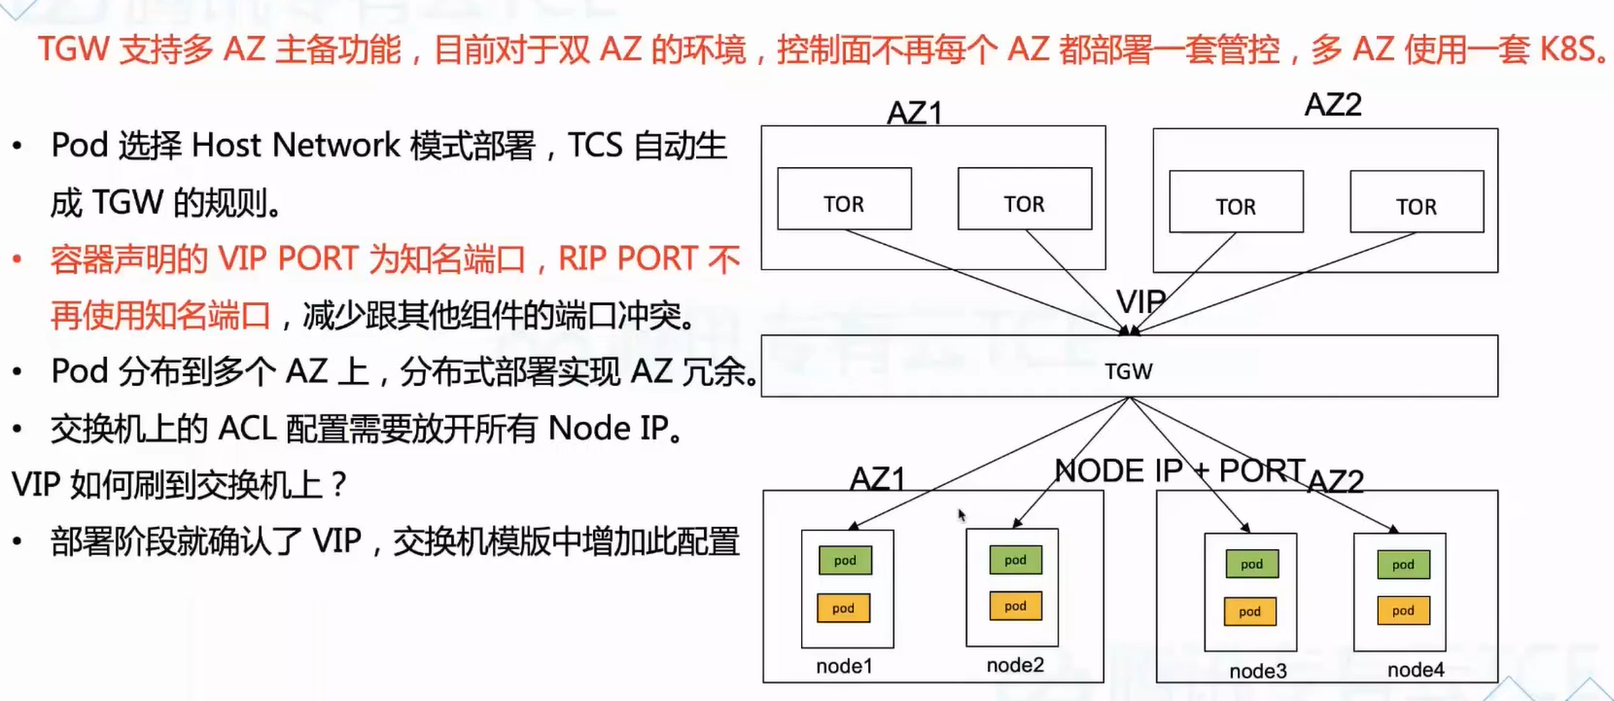 TGW 支持多 AZ 主备功能，目前对于双 AZ 的环境，控制面不再每个 AZ 都部署一套管控，多 AZ 使用一套 K8S。
• Pod 选择 Host Network 模式部署，TCS 自动生
成 TGW 的规则。
• 容器声明的 VIP PORT 为知名端口，RIP PORT 不
再使用知名端口，减少跟其他组件的端口冲突。
• Pod 分布到多个 AZ 上，分布式部署实现 AZ 冗余。
• 交换机上的 ACL 配置需要放开所有 Node IP。
VIP 如何刷到交换机上？
• 部署阶段就确认了 VIP，交换机模版中增加此配置
AZ1
AZ2
TOR
TOR
TOR
TOR
VIP
TGW
NODE IP + PORT
AZ1
AZ2
pod
pod
pod
pod
pod
pod
pod
pod
node1
node2
node3
node4